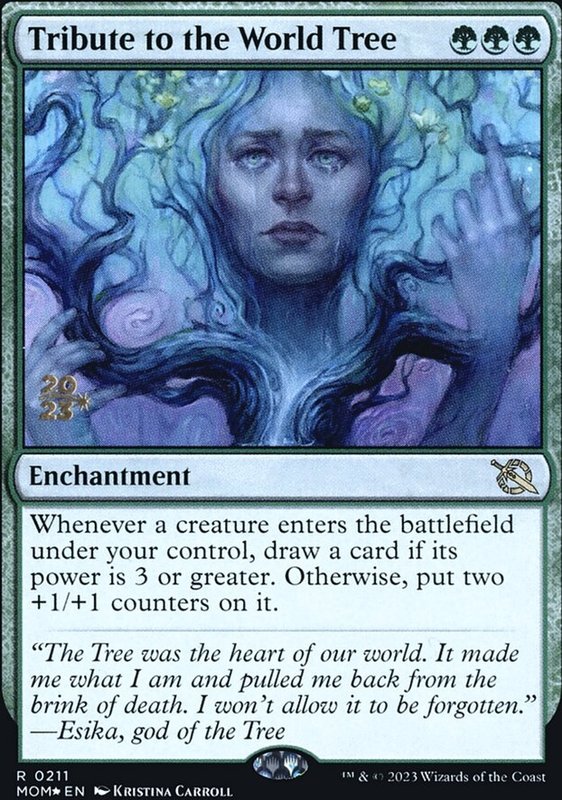 Tribute to the World Tree
20
23
Enchantment
Whenever a creature enters the battlefield
under your control, draw a card if its
power is 3 or greater. Otherwise, put two
+1/+1 counters on it.
“The Tree was the heart of our world. It made
me what I am and pulled me back from the
brink of death. I won’t allow it to be forgotten.”
—Esika, god of the Tree
R 0211
MOM★EN Kristina Carroll
™ & © 2023 Wizards of the Coast